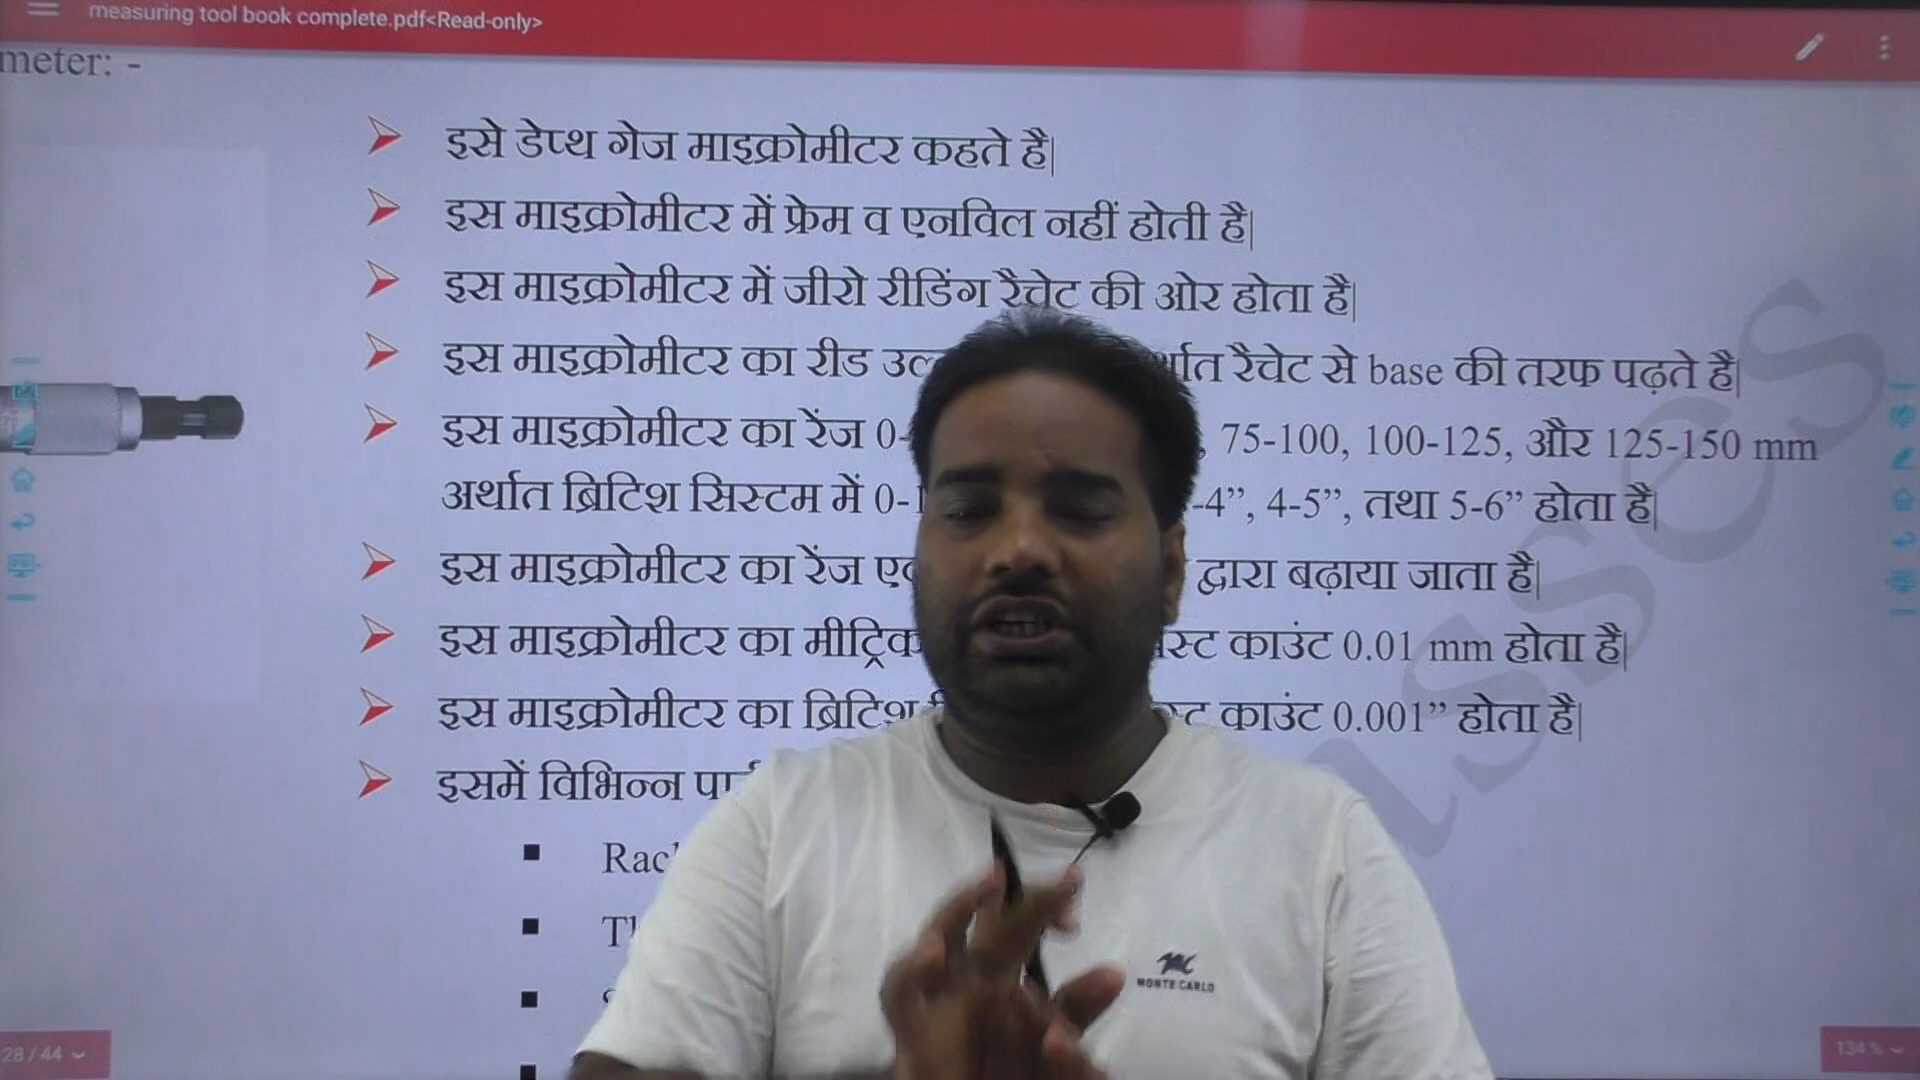 measuring tool book complete.pdf<Read-only>
meter: -
इसे डेप्थ गेज माइक्रोमीटर कहते है|
इस माइक्रोमीटर में फ्रेम व एनविल नहीं होती है|
इस माइक्रोमीटर में जीरो रीडिंग रैचेट की ओर होता है|
इस माइक्रोमीटर का रीड रैचेट से base की तरफ पढ़ते है|
इस माइक्रोमीटर का रेंज 0- 75-100, 100-125, और 125-150 mm
अर्थात ब्रिटिश सिस्टम में 0-1 -4”, 4-5”, तथा 5-6” होता है|
इस माइक्रोमीटर का रेंज द्वारा बढ़ाया जाता है|
इस माइक्रोमीटर का काउंट 0.01 mm होता है|
इस माइक्रोमीटर का काउंट 0.001” होता है|
इसमें विभिन्न
MONTE CARLO
28 / 44
134 %